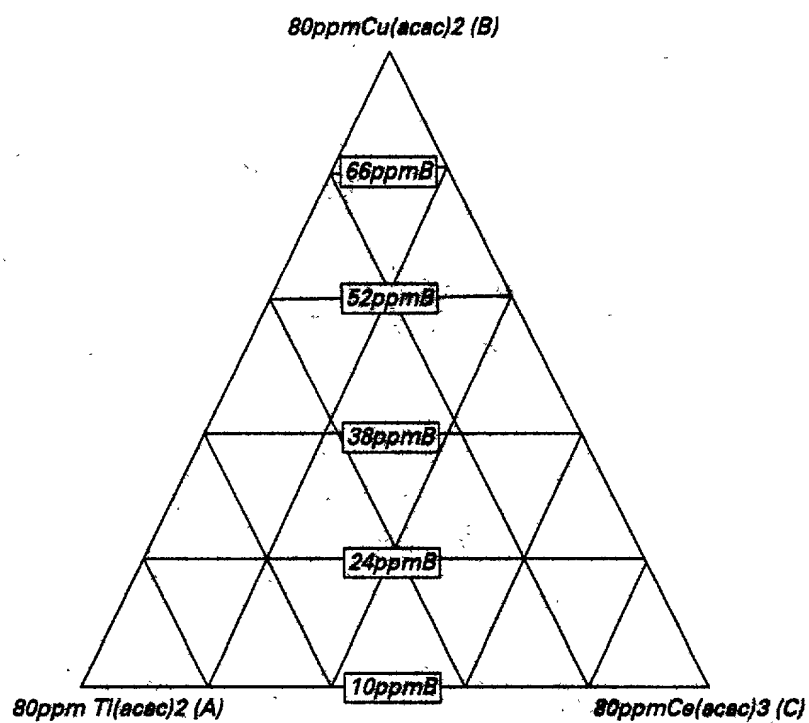 80ppmCu(acac)2 (B)
66ppmB
52ppmB
38ppmB
24ppmB
10ppmB
80ppm Ti(acac)2 (A)
80ppmCe(acac)3 (C)